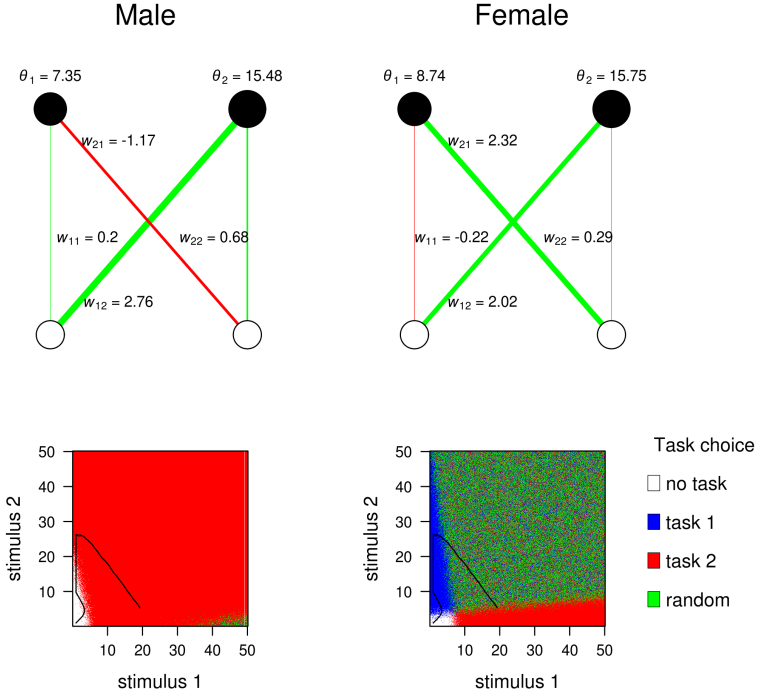 Male
Female
θ1 = 7.35
θ2 = 15.48
θ1 = 8.74
θ2 = 15.75
w21 = -1.17
w21 = 2.32
w11 = 0.2
w22 = 0.68
w11 = -0.22
w22 = 0.29
w12 = 2.76
w12 = 2.02
50
40
30
20
10
stimulus 2
10 20 30 40 50
stimulus 1
50
40
30
20
10
stimulus 2
10 20 30 40 50
stimulus 1
Task choice
no task
task 1
task 2
random